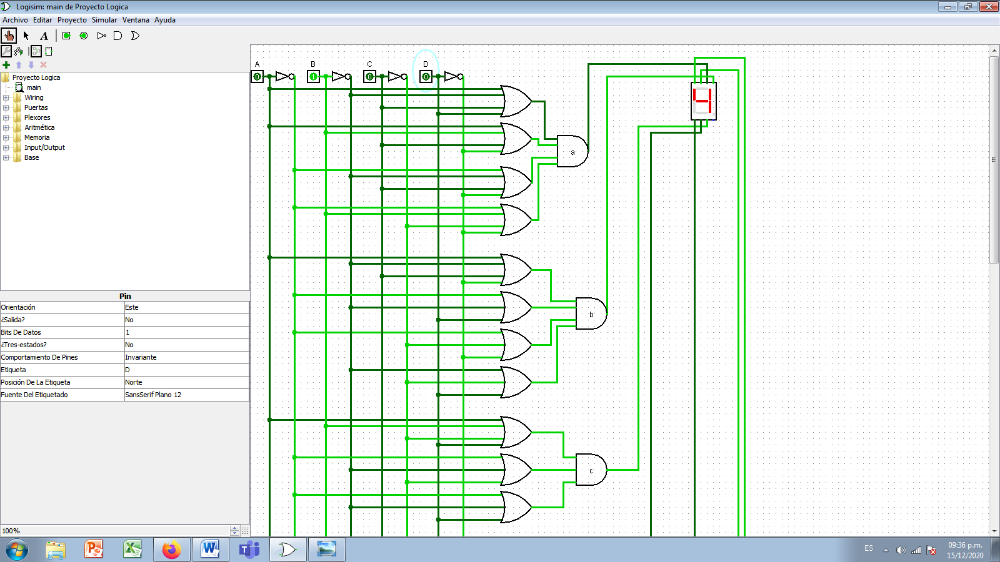 Logisim: main de Proyecto Logica
Archivo Editar Proyecto Simular Ventana Ayuda
A
Proyecto Logica
main
Wiring
Puertas
Plexores
Aritmética
Memoria
Input/Output
Base
Pin
Orientación Este
¿Salida? No
Bits De Datos 1
¿Tres-estados? No
Comportamiento De Pines Invariante
Etiqueta D
Posición De La Etiqueta Norte
Fuente Del Etiquetado SansSerif Plano 12
100%
A B C D
0 1 0 0
4
a
b
c
ES
09:36 p.m.
15/12/2020